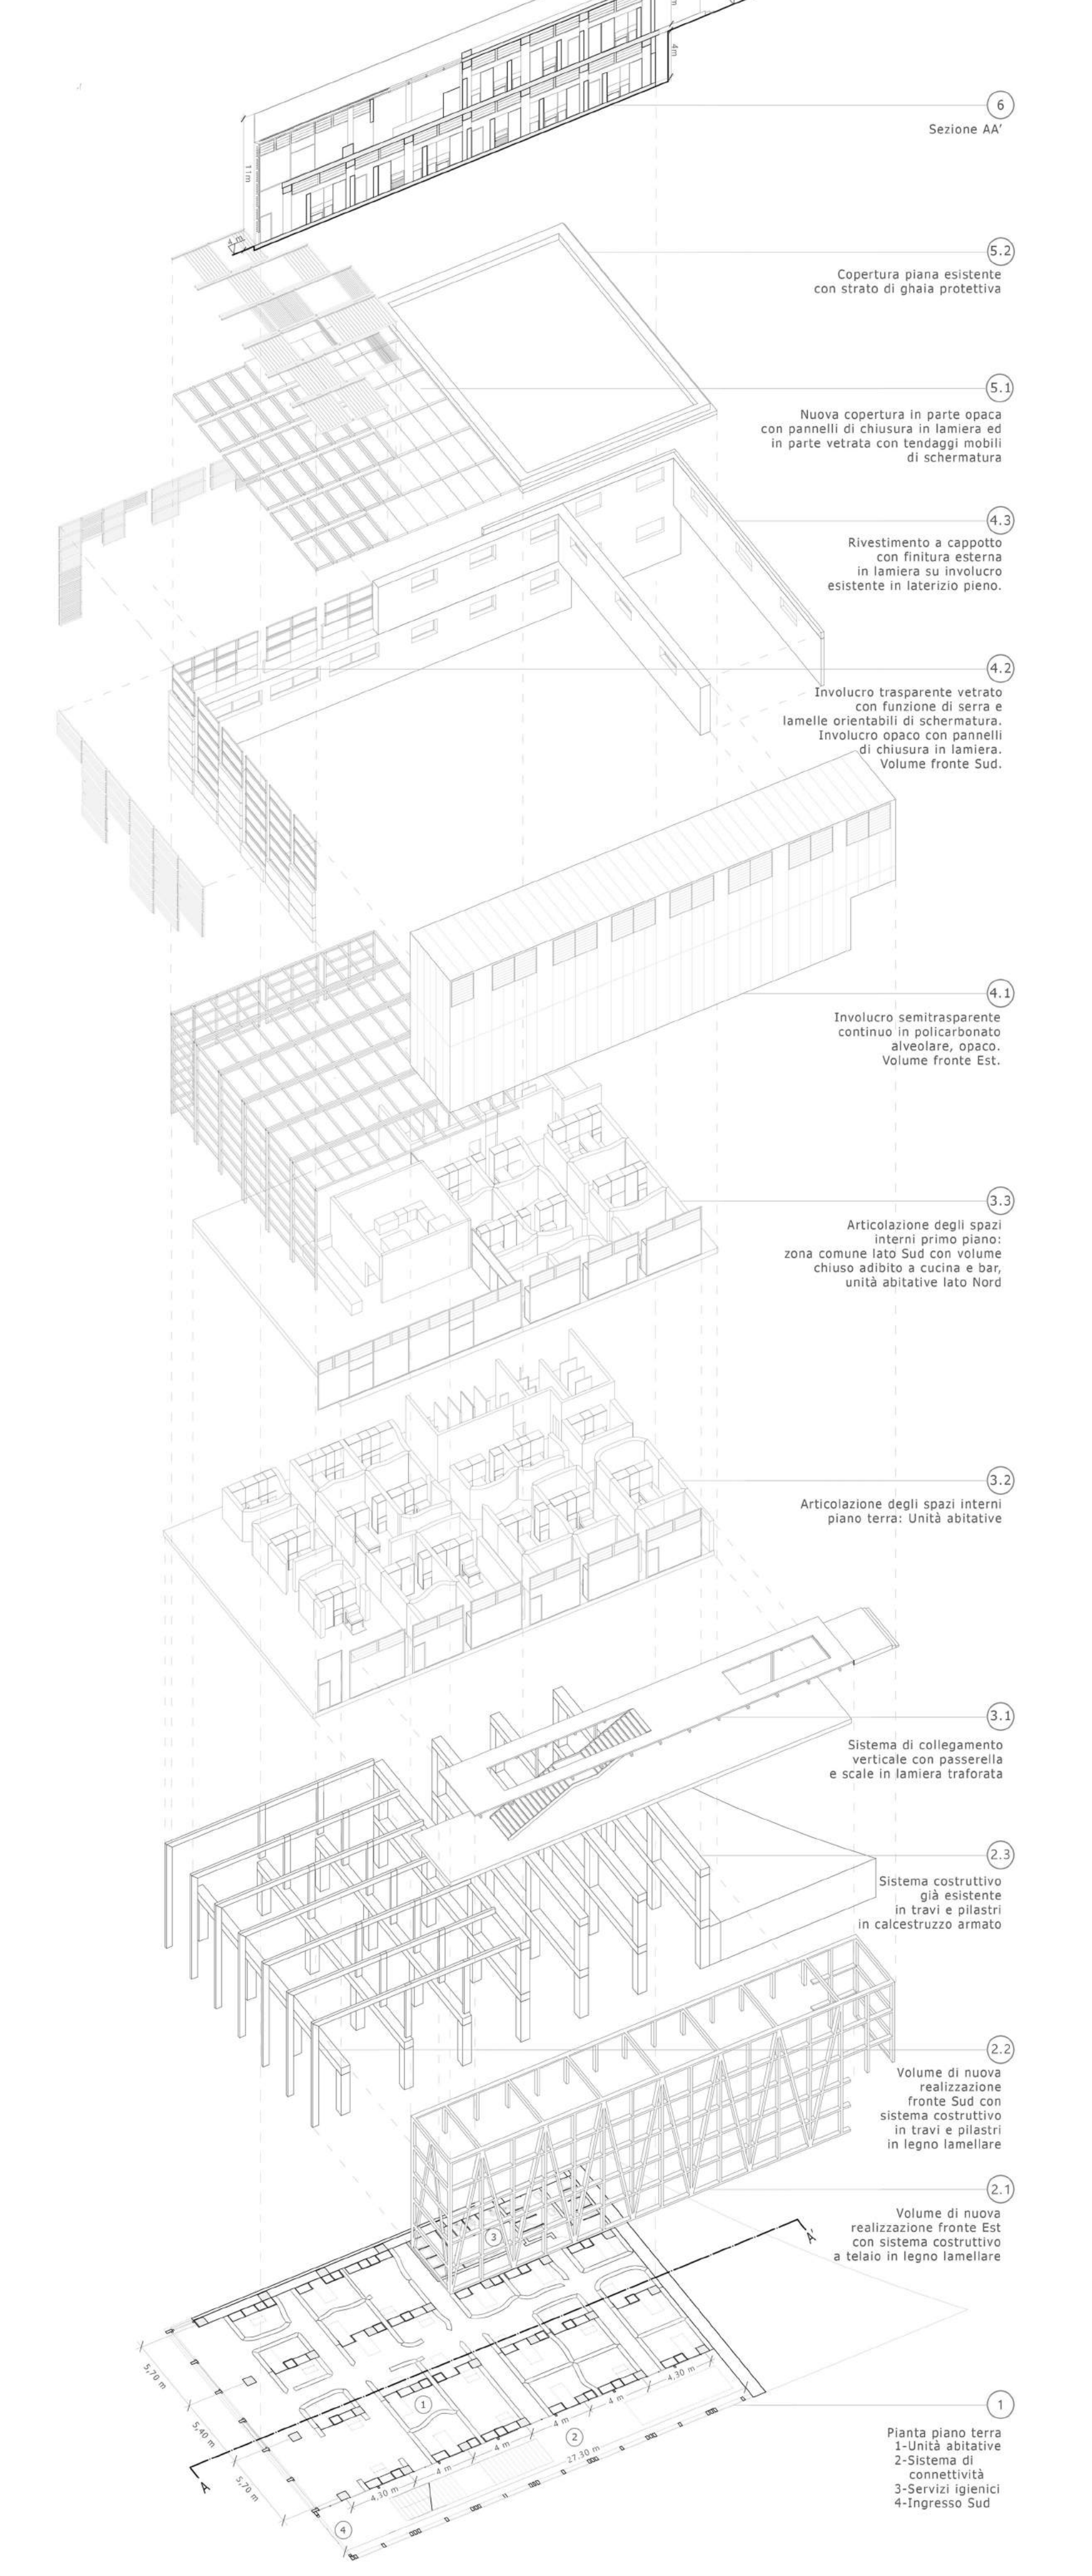 4m
11m
4 m
6
Sezione AA'
5.2
Copertura piana esistente
con strato di ghaia protettiva
5.1
Nuova copertura in parte opaca
con pannelli di chiusura in lamiera ed
in parte vetrata con tendaggi mobili
di schermatura
4.3
Rivestimento a cappotto
con finitura esterna
in lamiera su involucro
esistente in laterizio pieno.
4.2
Involucro trasparente vetrato
con funzione di serra e
lamelle orientabili di schermatura.
Involucro opaco con pannelli
di chiusura in lamiera.
Volume fronte Sud.
4.1
Involucro semitrasparente
continuo in policarbonato
alveolare, opaco.
Volume fronte Est.
3.3
Articolazione degli spazi
interni primo piano:
zona comune lato Sud con volume
chiuso adibito a cucina e bar,
unità abitative lato Nord
3.2
Articolazione degli spazi interni
piano terra: Unità abitative
3.1
Sistema di collegamento
verticale con passerella
e scale in lamiera traforata
2.3
Sistema costruttivo
già esistente
in travi e pilastri
in calcestruzzo armato
2.2
Volume di nuova
realizzazione
fronte Sud con
sistema costruttivo
in travi e pilastri
in legno lamellare
2.1
Volume di nuova
realizzazione fronte Est
con sistema costruttivo
a telaio in legno lamellare
3
A'
5,70 m
5,40 m
5,70 m
A
1
2
4
4,30 m
4 m
4 m
4 m
4 m
4,30 m
27.30 m
1
Pianta piano terra
1-Unità abitative
2-Sistema di
connettività
3-Servizi igienici
4-Ingresso Sud